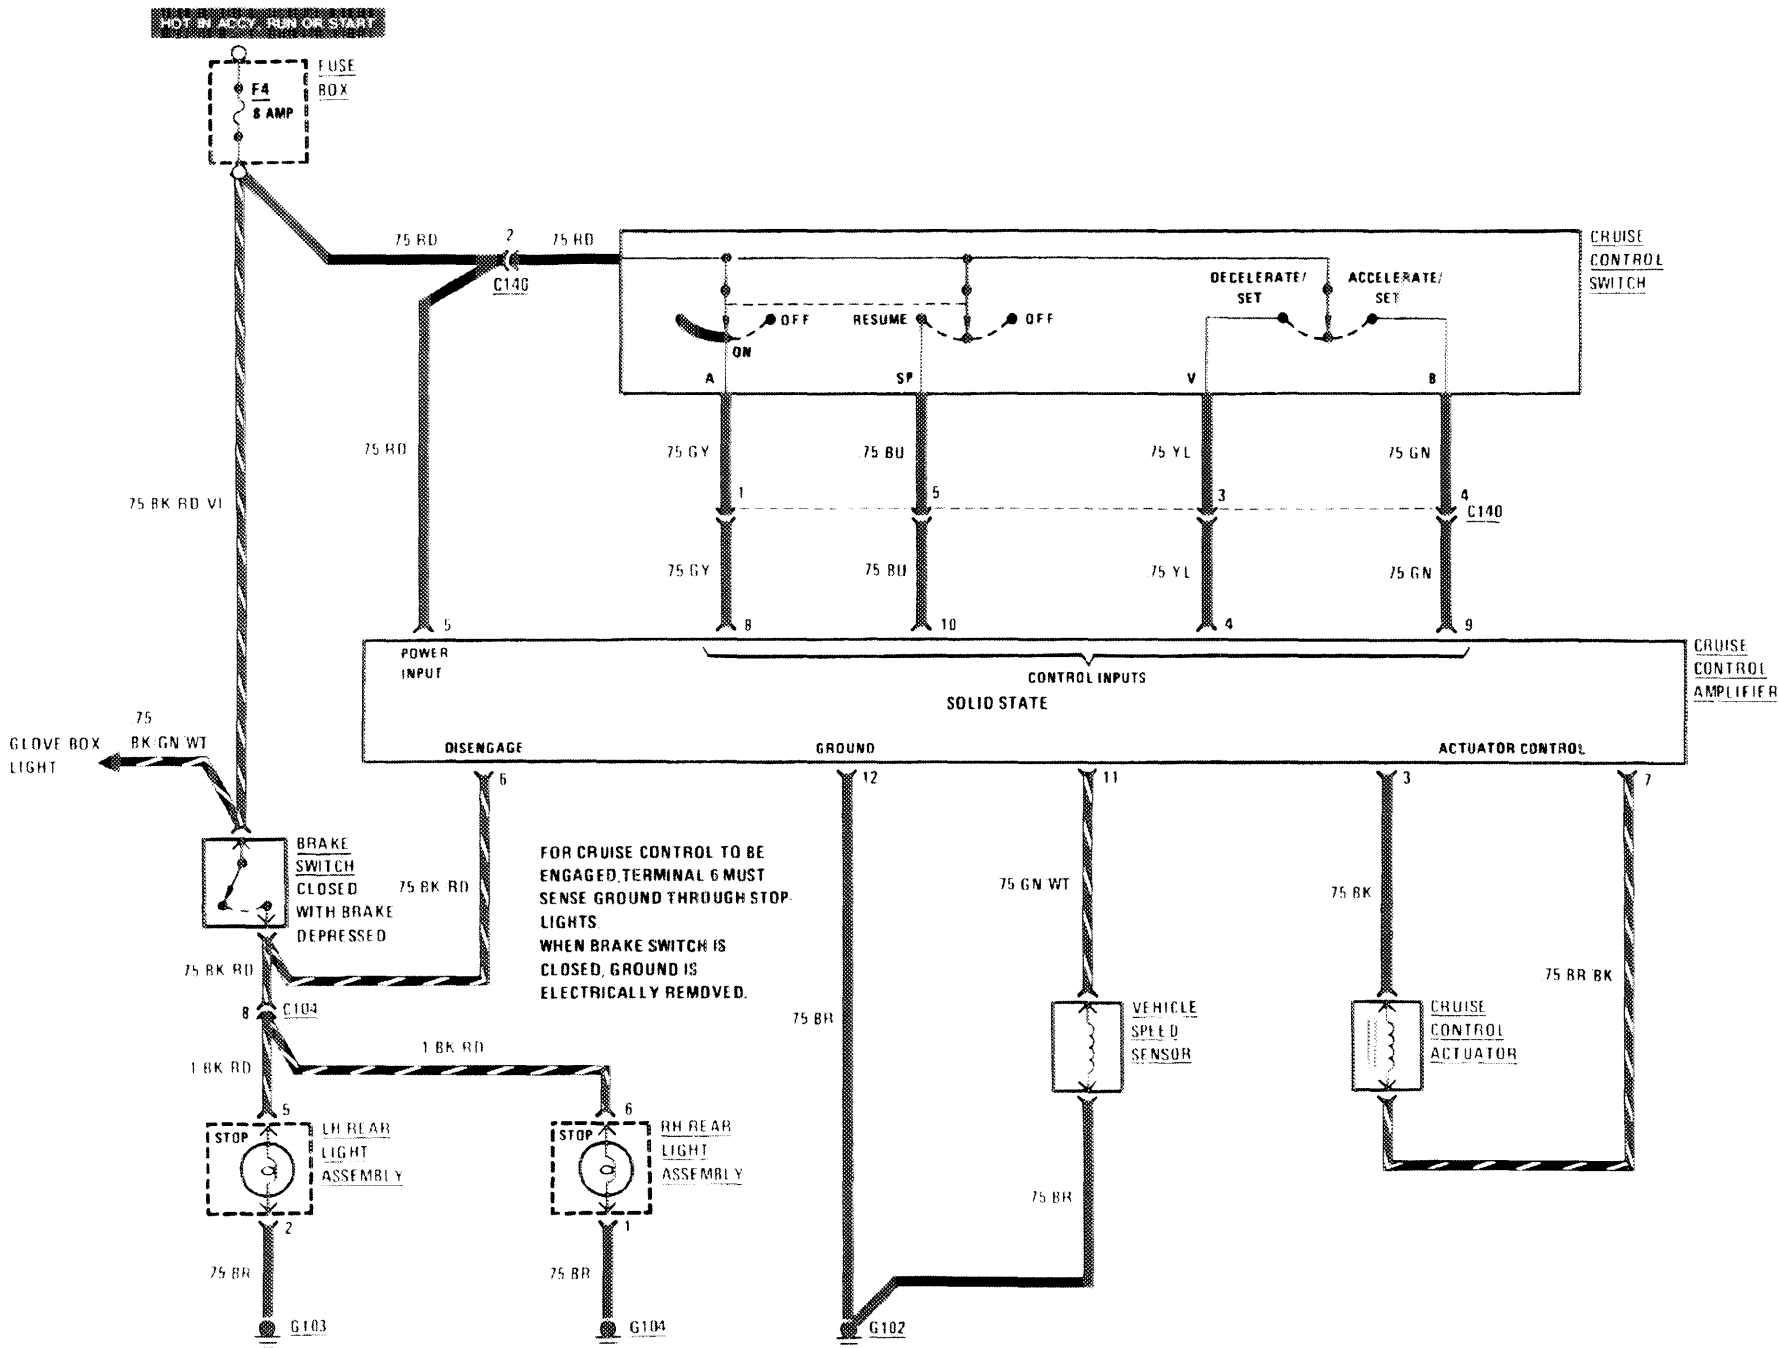 HOT IN ACCY, RUN OR START
FUSE
BOX
F4
8 AMP
75 RD
2
75 RD
C140
CRUISE
CONTROL
SWITCH
DECELERATE/
SET
ACCELERATE/
SET
OFF
RESUME
OFF
ON
A
SP
V
B
75 RD
75 GY
.75 BU
.75 YL
.75 GN
75 BK RD VI
1
5
3
4
C140
.75 GY
.75 BU
.75 YL
.75 GN
5
8
10
4
9
POWER
INPUT
CONTROL INPUTS
SOLID STATE
CRUISE
CONTROL
AMPLIFIER
DISENGAGE
GROUND
ACTUATOR CONTROL
.75
BK/GN/WT
GLOVE BOX
LIGHT
6
12
11
3
7
BRAKE
SWITCH
CLOSED
WITH BRAKE
DEPRESSED
75 BK/RD
FOR CRUISE CONTROL TO BE
ENGAGED, TERMINAL 6 MUST
SENSE GROUND THROUGH STOP-
LIGHTS.
WHEN BRAKE SWITCH IS
CLOSED, GROUND IS
ELECTRICALLY REMOVED.
75 GN/WT
75 BK
75 BR/BK
75 BK RD
8
C104
75 BR
VEHICLE
SPEED
SENSOR
CRUISE
CONTROL
ACTUATOR
1 BK RD
1 BK RD
5
6
STOP
LH REAR
LIGHT
ASSEMBLY
STOP
RH REAR
LIGHT
ASSEMBLY
75 BR
2
1
75 BR
75 BR
G103
G104
G102